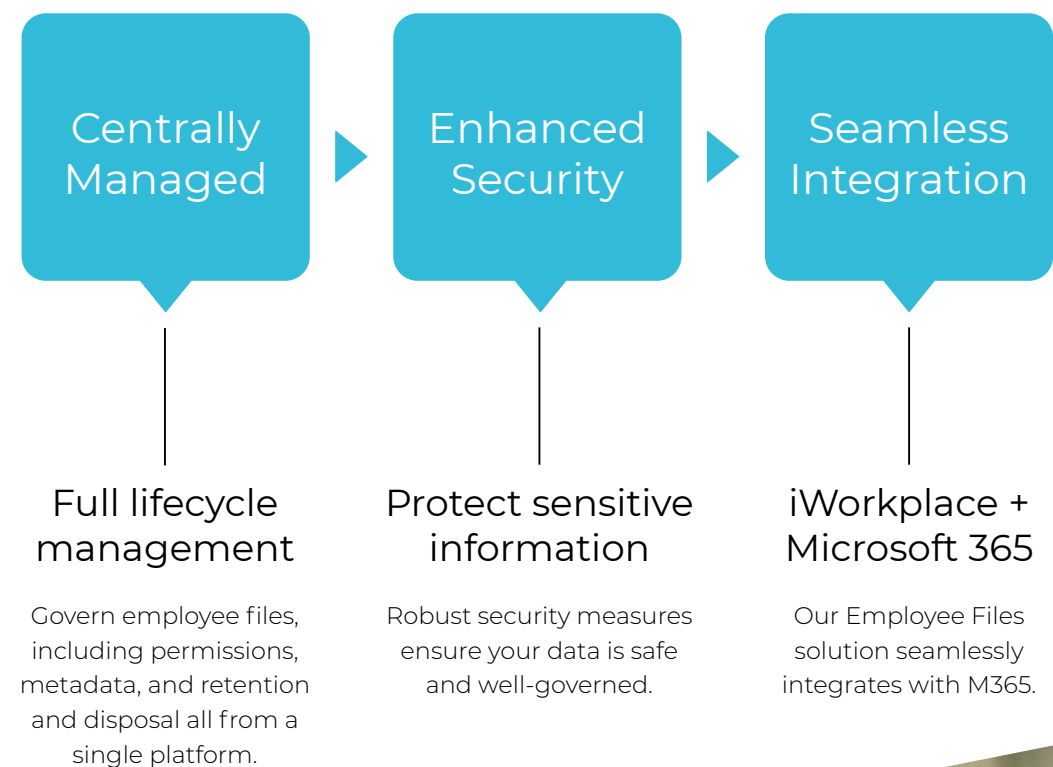 Centrally
Managed
Enhanced
Security
Seamless
Integration
Full lifecycle
management
Govern employee files,
including permissions,
metadata, and retention
and disposal all from a
single platform.
Protect sensitive
information
Robust security measures
ensure your data is safe
and well-governed.
iWorkplace +
Microsoft 365
Our Employee Files
solution seamlessly
integrates with M365.